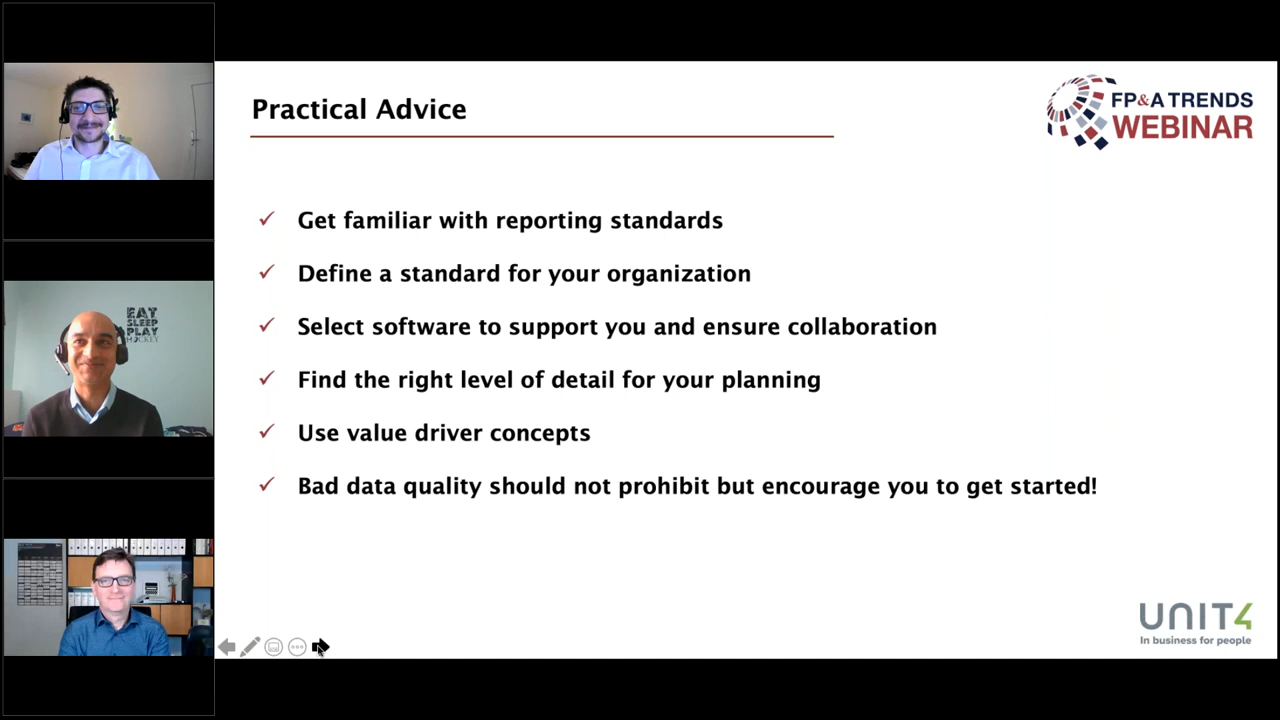 Practical Advice
FP&A TRENDS
WEBINAR
✓ Get familiar with reporting standards
✓ Define a standard for your organization
✓ Select software to support you and ensure collaboration
✓ Find the right level of detail for your planning
✓ Use value driver concepts
✓ Bad data quality should not prohibit but encourage you to get started!
EAT
SLEEP
PLAY
HOCKEY
UNIT4
In business for people